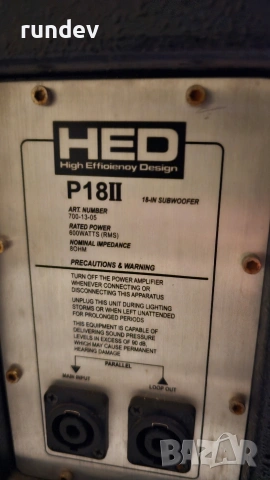 rundev
HED
High Effioienoy Design
P18II
18-IN SUBWOOFER
ART. NUMBER
700-13-05
RATED POWER
600WATTS (RMS)
NOMINAL IMPEDANCE
8OHM
PRECAUTIONS & WARNING
TURN OFF THE POWER AMPLIFIER
WHENEVER CONNECTING OR
DISCONNECTING THIS APPARATUS
UNPLUG THIS UNIT DURING LIGHTING
STORMS OR WHEN LEFT UNATTENDED
FOR PROLONGED PERIODS
THIS EQUIPMENT IS CAPABLE OF
DELIVERING SOUND PRESSURE
LEVELS IN EXCESS OF 90 dB.
WHICH MAY CAUSE PERMANENT
HEARING DAMAGE
PARALLEL
MAIN INPUT
LOOP OUT
BAZAR